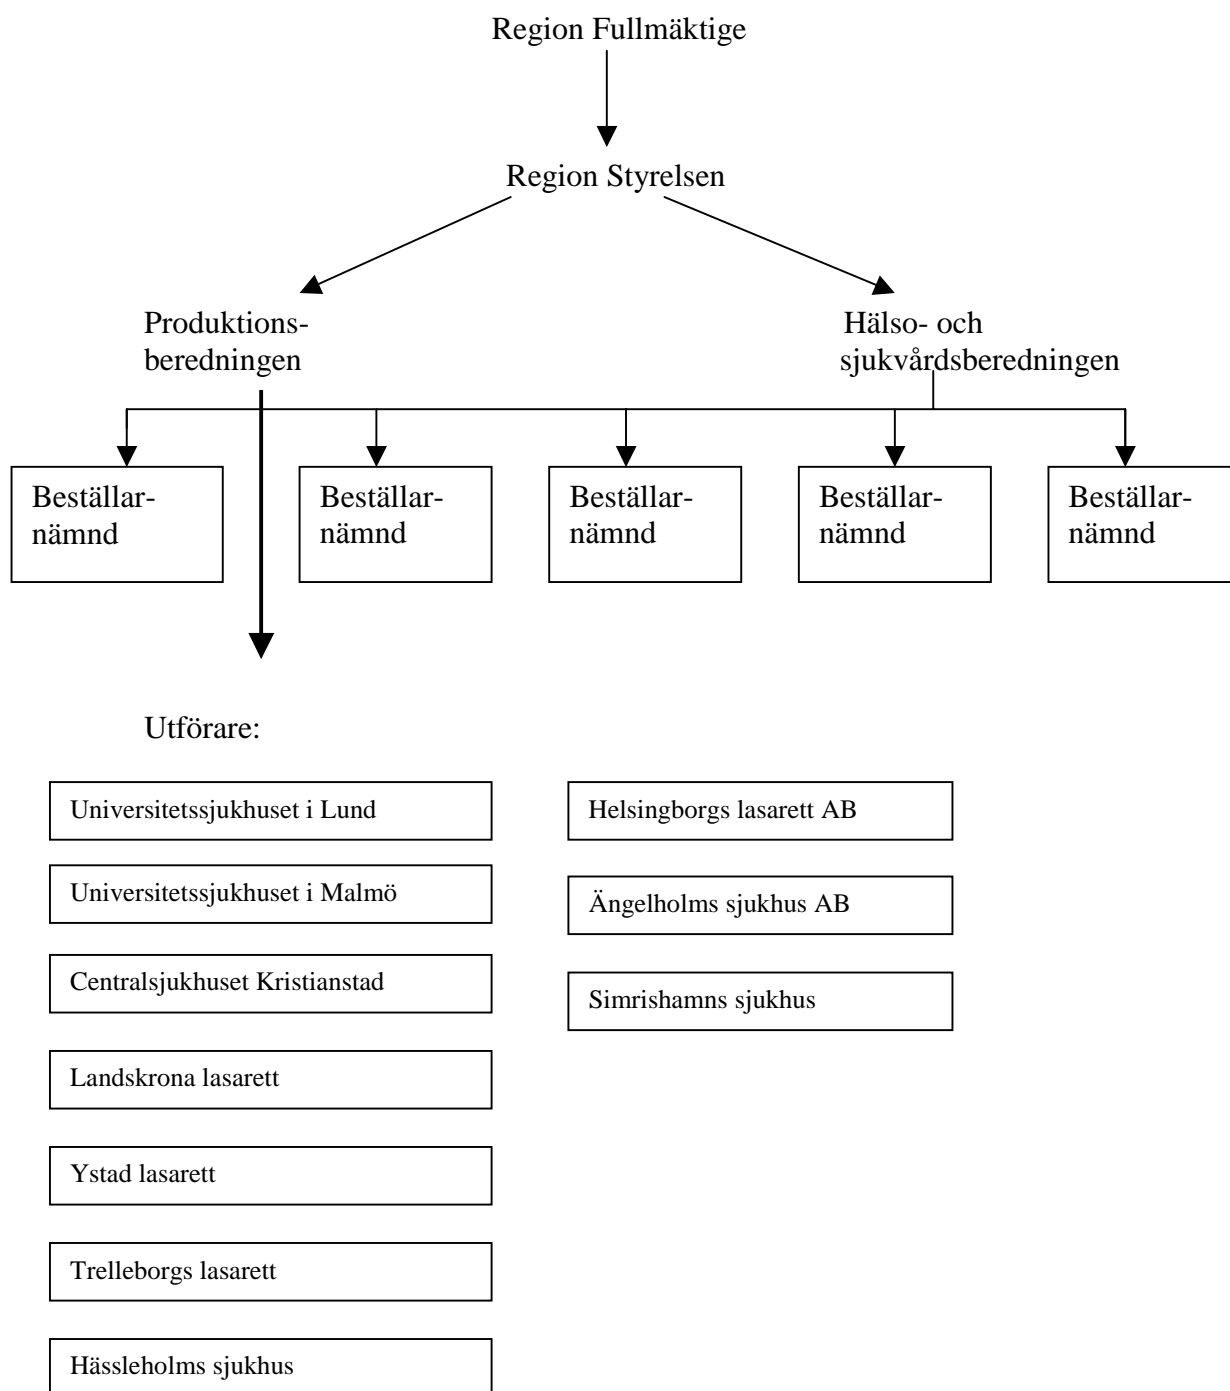 Region Fullmäktige
Region Styrelsen
Produktions-
beredningen
Hälso- och
sjukvårdsberedningen
Beställar-
nämnd
Beställar-
nämnd
Beställar-
nämnd
Beställar-
nämnd
Beställar-
nämnd
Utförare:
Universitetssjukhuset i Lund
Universitetssjukhuset i Malmö
Centralsjukhuset Kristianstad
Landskrona lasarett
Ystad lasarett
Trelleborgs lasarett
Hässleholms sjukhus
Helsingborgs lasarett AB
Ängelholms sjukhus AB
Simrishamns sjukhus